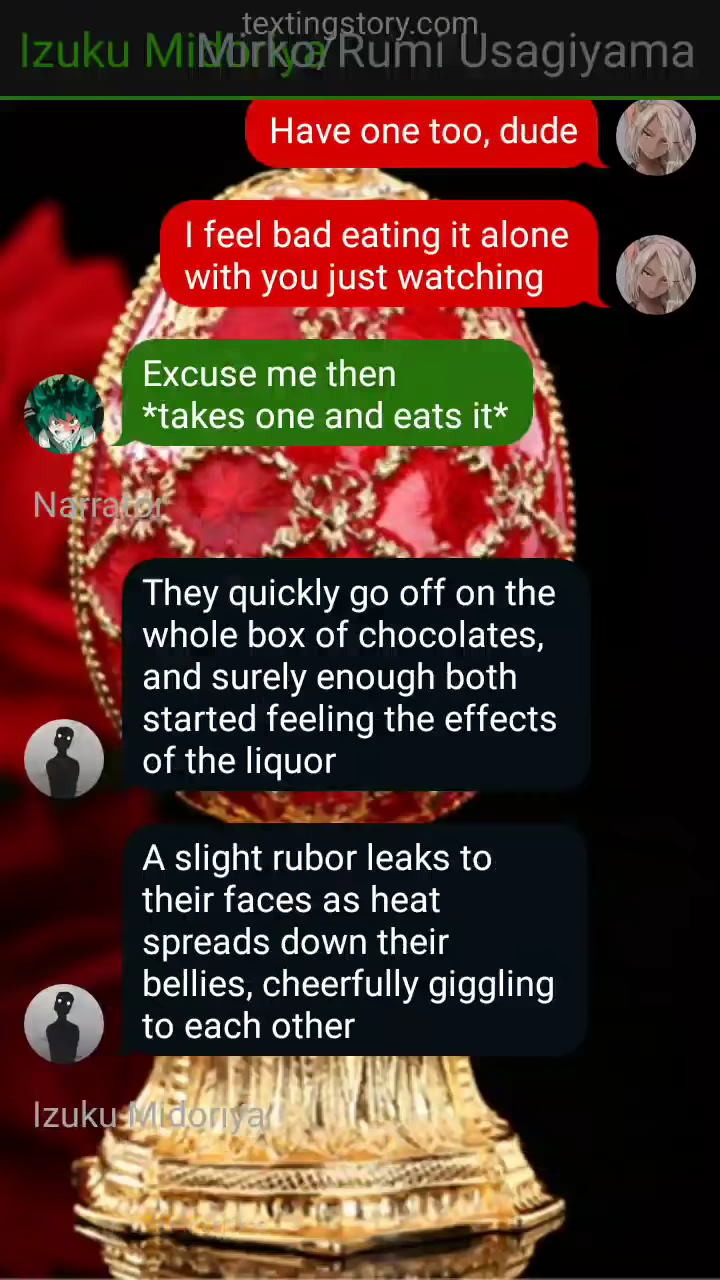 textingstory.com
Izuku Midoriya
Mirko/Rumi Usagiyama
Have one too, dude
I feel bad eating it alone
with you just watching
Excuse me then
*takes one and eats it*
Narrator
They quickly go off on the
whole box of chocolates,
and surely enough both
started feeling the effects
of the liquor
A slight rubor leaks to
their faces as heat
spreads down their
bellies, cheerfully giggling
to each other
Izuku Midoriya